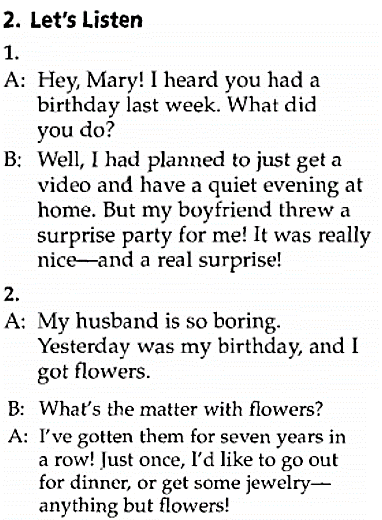 2. Let's Listen
1.
A: Hey, Mary! I heard you had a
birthday last week. What did
you do?
B: Well, I had planned to just get a
video and have a quiet evening at
home. But my boyfriend threw a
surprise party for me! It was really
nice—and a real surprise!
2.
A: My husband is so boring.
Yesterday was my birthday, and I
got flowers.
B: What's the matter with flowers?
A: I've gotten them for seven years in
a row! Just once, I'd like to go out
for dinner, or get some jewelry—
anything but flowers!